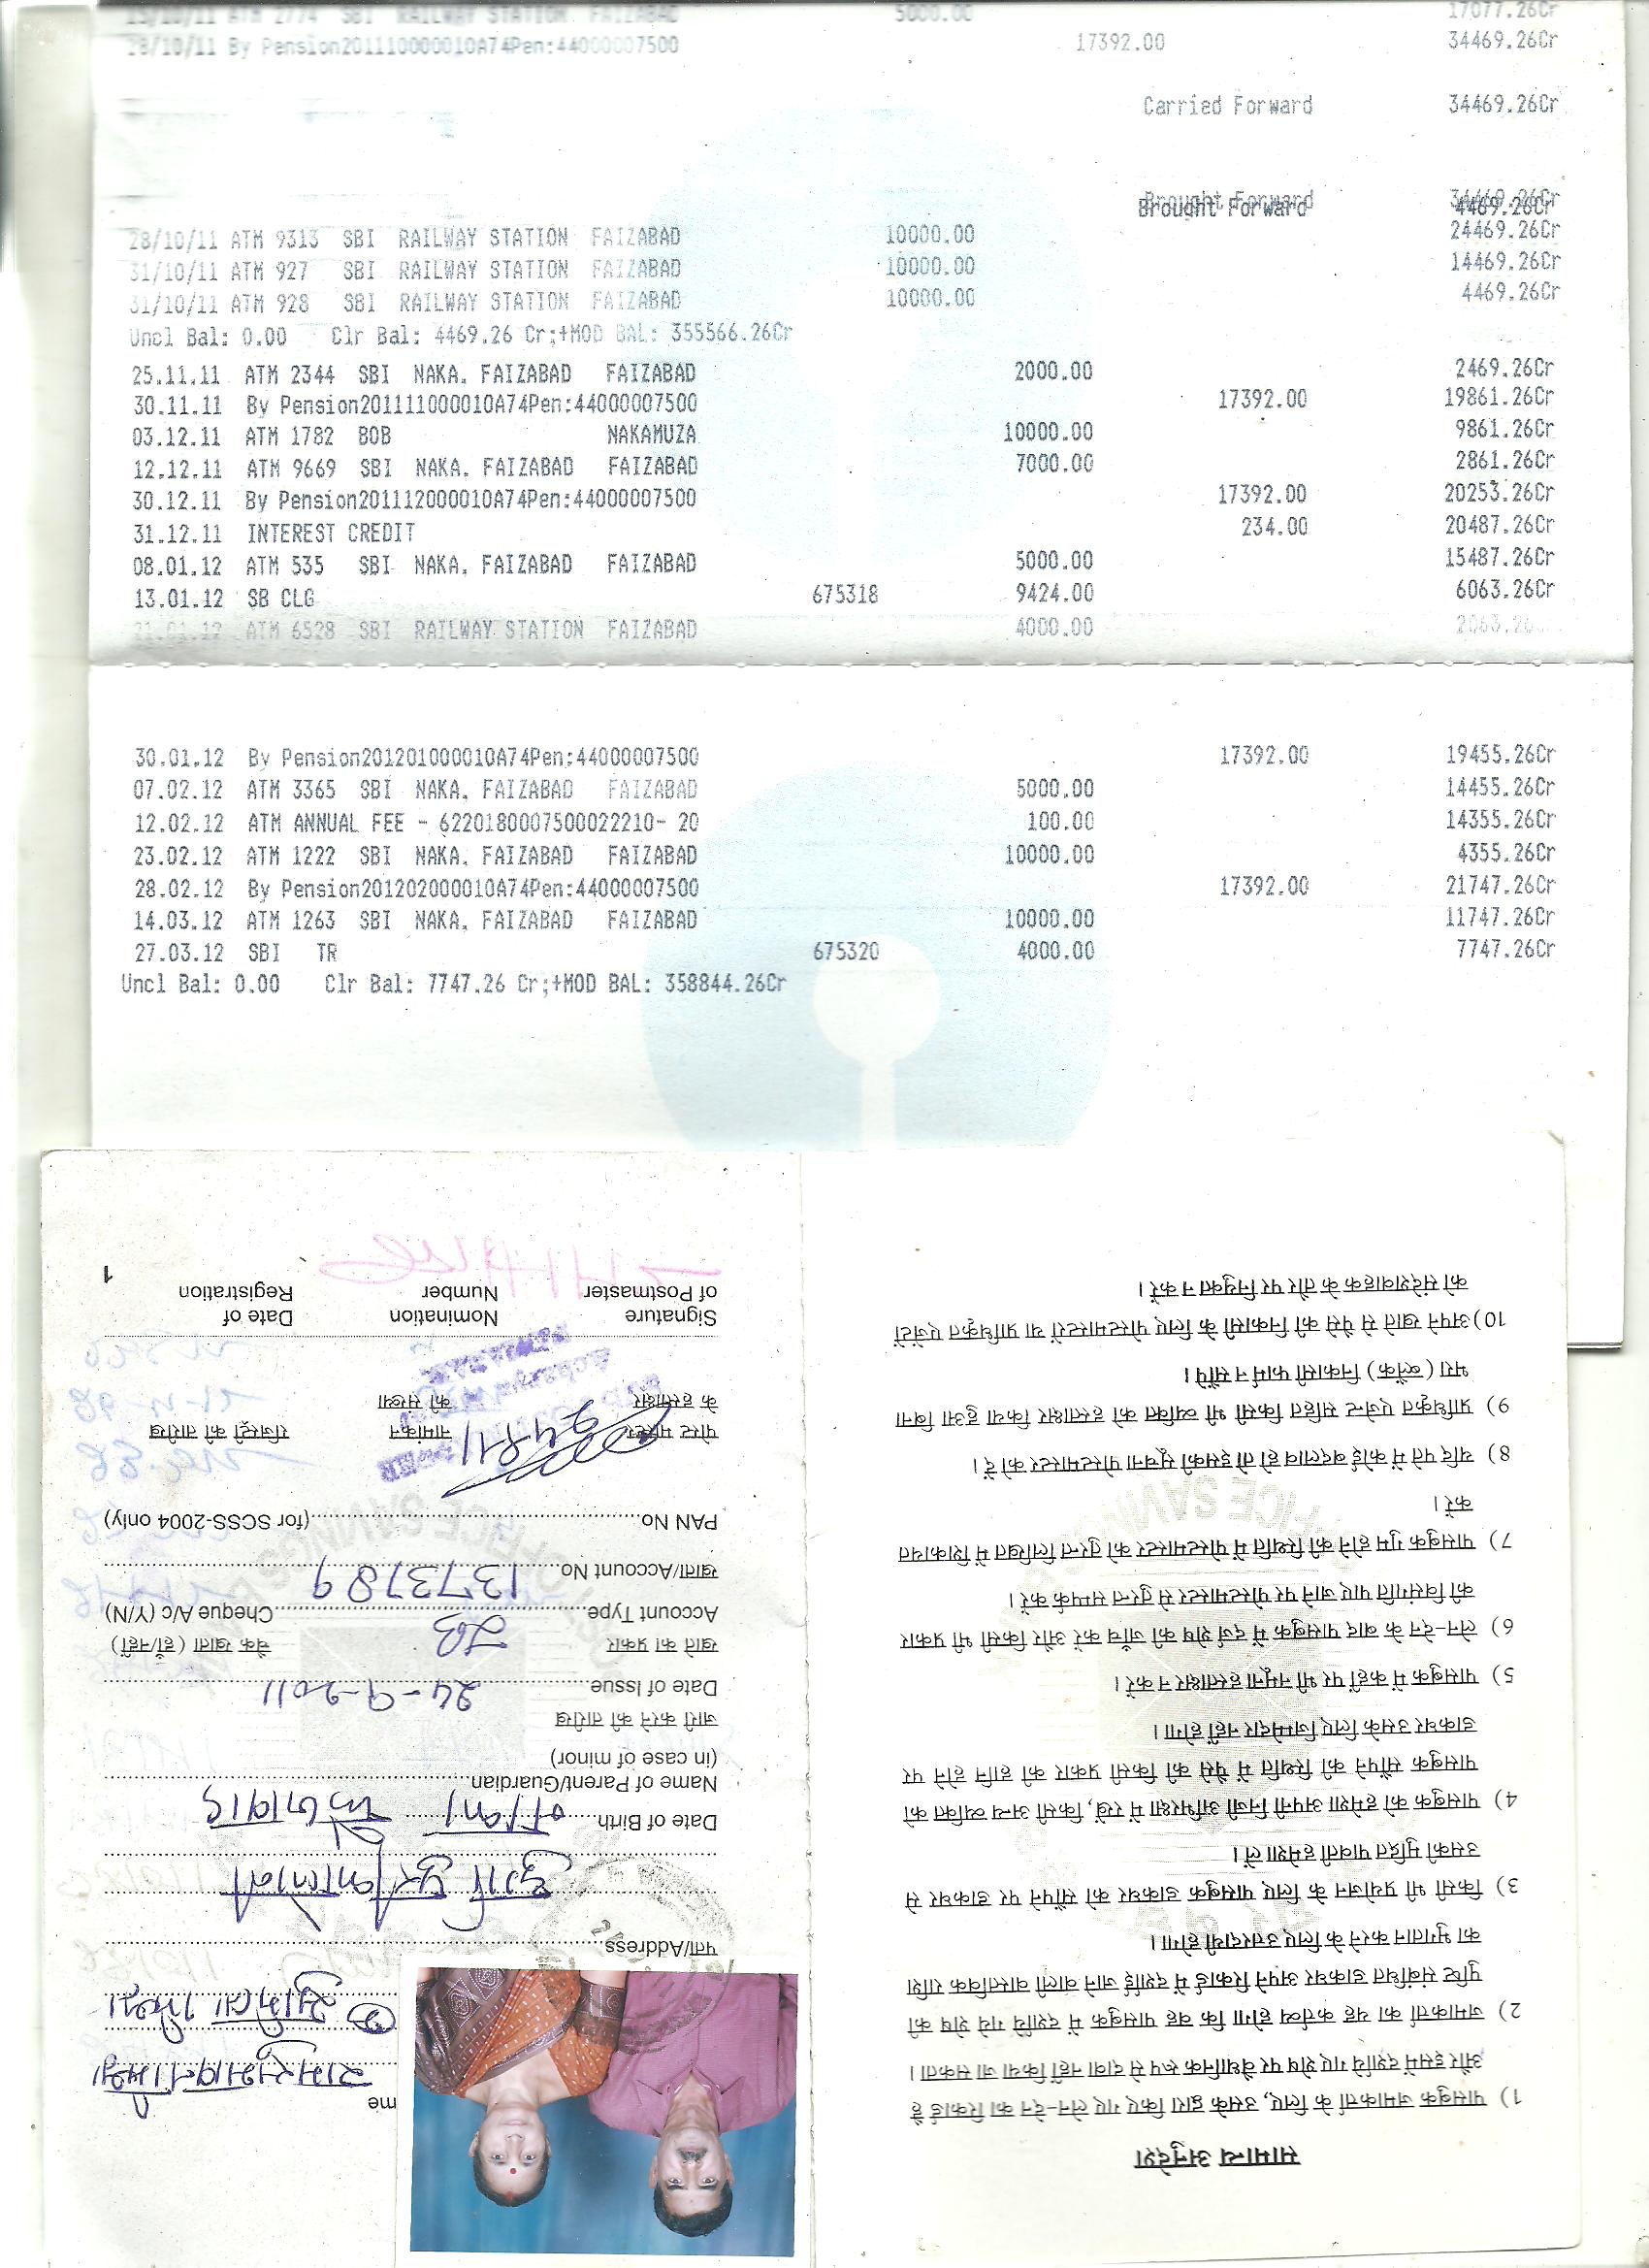 15/10/11 ATM 2774 SBI RAILWAY STATION FAIZABAD 5000.00 17077.26Cr
28/10/11 By Pension201110000010A74Pen:44000007500 17392.00 34469.26Cr
Carried Forward 34469.26Cr
Brought Forward 34469.26Cr
Brought Forward 4469.26Cr
28/10/11 ATM 9313 SBI RAILWAY STATION FAIZABAD 10000.00 24469.26Cr
31/10/11 ATM 927 SBI RAILWAY STATION FAIZABAD 10000.00 14469.26Cr
31/10/11 ATM 928 SBI RAILWAY STATION FAIZABAD 10000.00 4469.26Cr
Uncl Bal: 0.00 Clr Bal: 4469.26 Cr;+MOD BAL: 355566.26Cr
25.11.11 ATM 2344 SBI NAKA, FAIZABAD FAIZABAD 2000.00 2469.26Cr
30.11.11 By Pension201111000010A74Pen:44000007500 17392.00 19861.26Cr
03.12.11 ATM 1782 BOB NAKAMUZA 10000.00 9861.26Cr
12.12.11 ATM 9669 SBI NAKA, FAIZABAD FAIZABAD 7000.00 2861.26Cr
30.12.11 By Pension201112000010A74Pen:44000007500 17392.00 20253.26Cr
31.12.11 INTEREST CREDIT 234.00 20487.26Cr
08.01.12 ATM 535 SBI NAKA, FAIZABAD FAIZABAD 5000.00 15487.26Cr
13.01.12 SB CLG 675318 9424.00 6063.26Cr
21.01.12 ATM 6528 SBI RAILWAY STATION FAIZABAD 4000.00 2063.26
30.01.12 By Pension201201000010A74Pen:44000007500 17392.00 19455.26Cr
07.02.12 ATM 3365 SBI NAKA, FAIZABAD FAIZABAD 5000.00 14455.26Cr
12.02.12 ATM ANNUAL FEE - 6220180007500022210- 20 100.00 14355.26Cr
23.02.12 ATM 1222 SBI NAKA, FAIZABAD FAIZABAD 10000.00 4355.26Cr
28.02.12 By Pension201202000010A74Pen:44000007500 17392.00 21747.26Cr
14.03.12 ATM 1263 SBI NAKA, FAIZABAD FAIZABAD 10000.00 11747.26Cr
27.03.12 SBI TR 675320 4000.00 7747.26Cr
Uncl Bal: 0.00 Clr Bal: 7747.26 Cr;+MOD BAL: 358844.26Cr
सामान्य अनुदेश
1) पासबुक जमाकर्ता के लिए, उसके द्वारा किए गए लेन-देन का रिकार्ड है
और इसमें दर्शाये गए शेष पर वैधानिक रूप से दावा नहीं किया जा सकता।
2) जमाकर्ता का यह कर्त्तव्य होगा कि वह पासबुक में दर्शाये गये शेष को
पुष्टि संबंधित डाकघर अपने रिकार्ड में दर्शाई जाने वाली वास्तविक राशि
का भुगतान करने के लिए उत्तरदायी होगा।
3) किसी भी प्रयोजन के लिए पासबुक डाकघर को सौंपने पर डाकघर से
उसकी मुद्रित पावती हमेशा लें।
4) पासबुक को हमेशा अपनी निजी अभिरक्षा में रखें, किसी अन्य व्यक्ति को
पासबुक सौंपने की स्थिति में पैसे की किसी प्रकार की हानि होने पर
डाकघर उसके लिए जिम्मेदार नहीं होगा।
5) पासबुक में कहीं पर भी नमूना हस्ताक्षर न करें।
6) लेन-देन के बाद पासबुक में दर्ज शेष की जाँच करें और किसी भी प्रकार
की विसंगति पाए जाने पर पोस्टमास्टर से तुरन्त सम्पर्क करें।
7) पासबुक गुम होने की स्थिति में पोस्टमास्टर को तुरन्त लिखित में शिकायत
करें।
8) यदि पते में कोई बदलाव हो तो इसकी सूचना पोस्टमास्टर को दें।
9) प्राधिकृत एजेन्ट सहित किसी भी व्यक्ति को हस्ताक्षर किया हुआ बिना
भरा (ब्लैंक) निकासी फार्म न सौंपें।
10) अपने खाते से पैसे की निकासी के लिए पोस्टमास्टरों या प्राधिकृत एजेंटों
को संदेशवाहक के तौर पर नियुक्त न करें।
me
② सुशीला मिश्रा
पता/Address
Date of Birth
Name of Parent/Guardian
(in case of minor)
जारी करने की तारीख
Date of Issue 24-9-2011
खाते का प्रकार SB चेक खाता (हाँ/नहीं)
Account Type Cheque A/c (Y/N)
खाता/Account No. 1373789
PAN No. (for SCSS-2004 only)
पोस्ट मास्टर नामांकन रजिस्ट्री की तारीख
के हस्ताक्षर की संख्या
Signature Nomination Date of
of Postmaster Number Registration
1